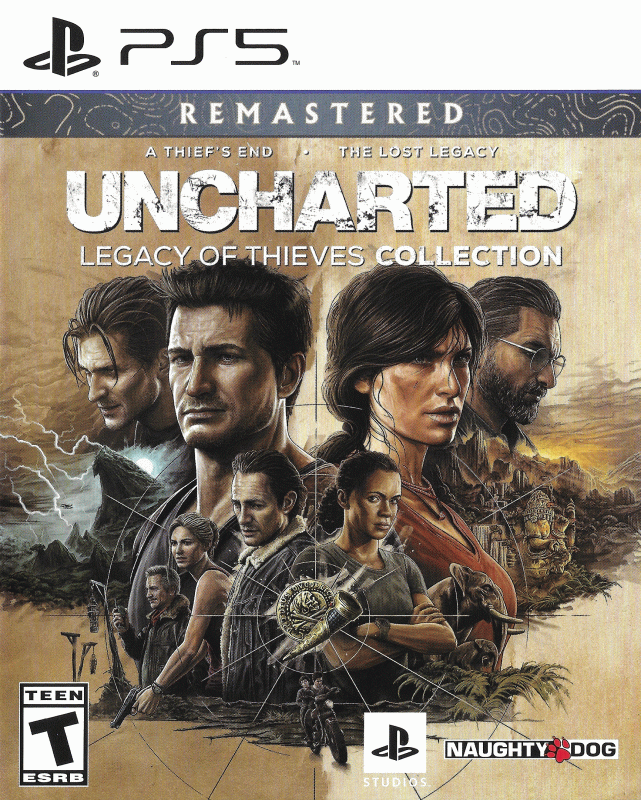 PS5
REMASTERED
A THIEF'S END · THE LOST LEGACY
UNCHARTED
LEGACY OF THIEVES COLLECTION
TEEN
T
ESRB
STUDIOS
NAUGHTY DOG